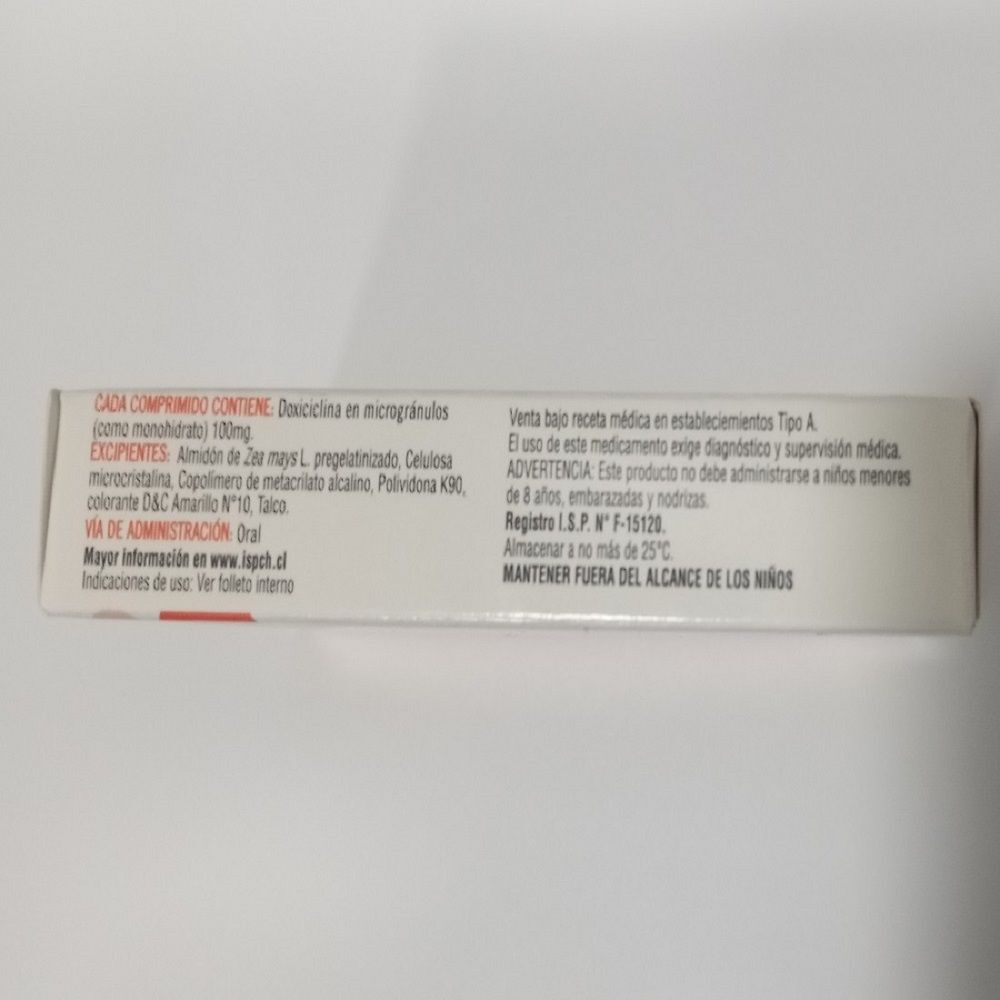 CADA COMPRIMIDO CONTIENE: Doxiciclina en microgránulos
(como monohidrato) 100mg.
EXCIPIENTES: Almidón de Zea mays L. pregelatinizado, Celulosa
microcristalina, Copolímero de metacrilato alcalino, Polividona K90,
colorante D&C Amarillo N°10, Talco.
VÍA DE ADMINISTRACIÓN: Oral
Mayor información en www.ispch.cl
Indicaciones de uso: Ver folleto interno
Venta bajo receta médica en establecimientos Tipo A.
El uso de este medicamento exige diagnóstico y supervisión médica.
ADVERTENCIA: Este producto no debe administrarse a niños menores
de 8 años, embarazadas y nodrizas.
Registro I.S.P. N° F-15120.
Almacenar a no más de 25°C.
MANTENER FUERA DEL ALCANCE DE LOS NIÑOS